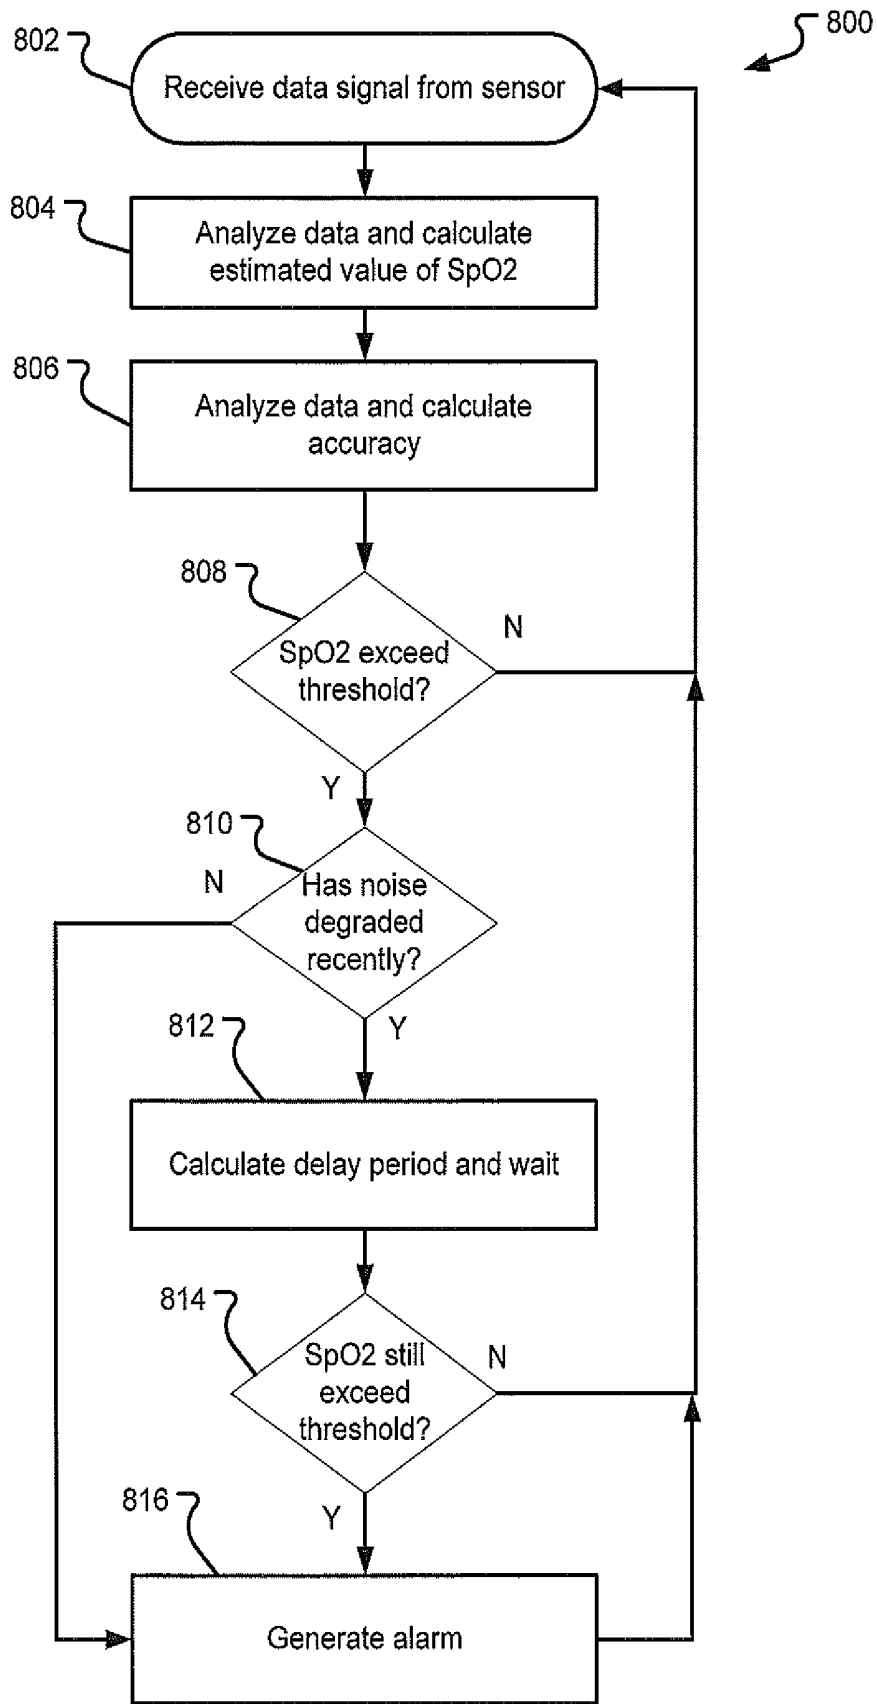 800
802
Receive data signal from sensor
804
Analyze data and calculate
estimated value of SpO2
806
Analyze data and calculate
accuracy
808
SpO2 exceed
threshold?
N
Y
810
N
Has noise
degraded
recently?
Y
812
Calculate delay period and wait
814
SpO2 still
exceed
threshold?
N
Y
816
Generate alarm